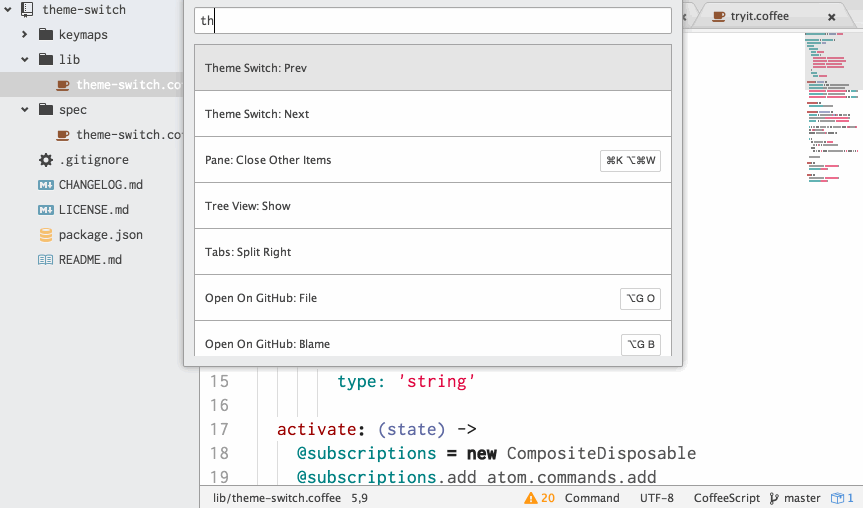 theme-switch
keymaps
lib
theme-switch.co
spec
theme-switch.co
.gitignore
CHANGELOG.md
LICENSE.md
package.json
README.md
th
Theme Switch: Prev
Theme Switch: Next
Pane: Close Other Items ⌘K ⌥⌘W
Tree View: Show
Tabs: Split Right
Open On GitHub: File ⌥G O
Open On GitHub: Blame ⌥G B
tryit.coffee
15 type: 'string'
16
17 activate: (state) ->
18 @subscriptions = new CompositeDisposable
19 @subscriptions.add atom.commands.add
lib/theme-switch.coffee 5,9 20 Command UTF-8 CoffeeScript master 1